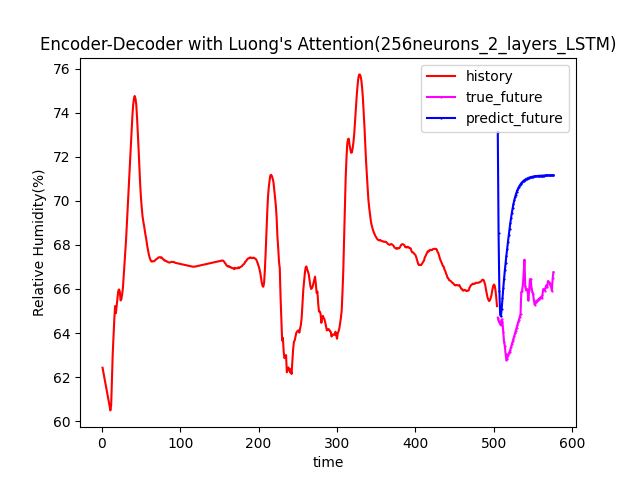 Encoder-Decoder with Luong's Attention(256neurons_2_layers_LSTM)
history
true_future
predict_future
Relative Humidity(%)
76
74
72
70
68
66
64
62
60
0 100 200 300 400 500 600
time